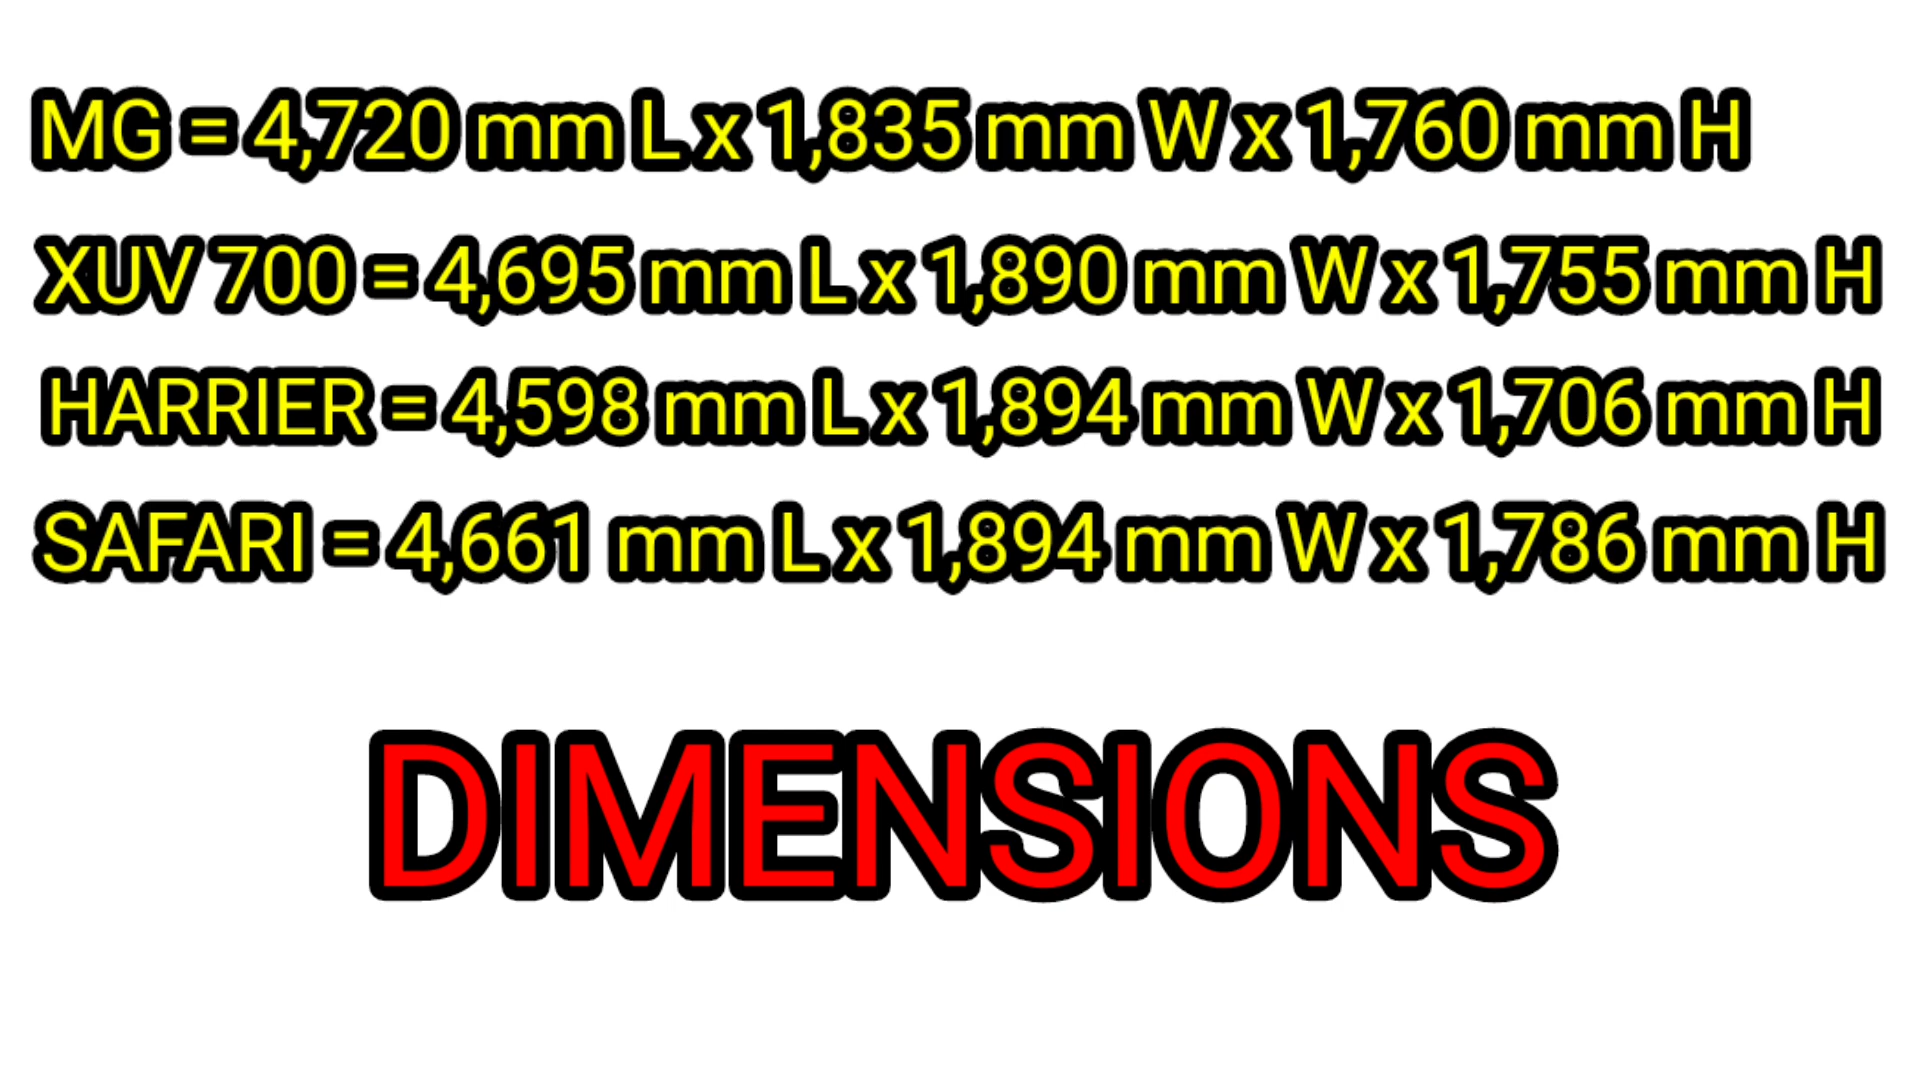 MG = 4,720 mm L x 1,835 mm W x 1,760 mm H
XUV 700 = 4,695 mm L x 1,890 mm W x 1,755 mm H
HARRIER = 4,598 mm L x 1,894 mm W x 1,706 mm H
SAFARI = 4,661 mm L x 1,894 mm W x 1,786 mm H
DIMENSIONS